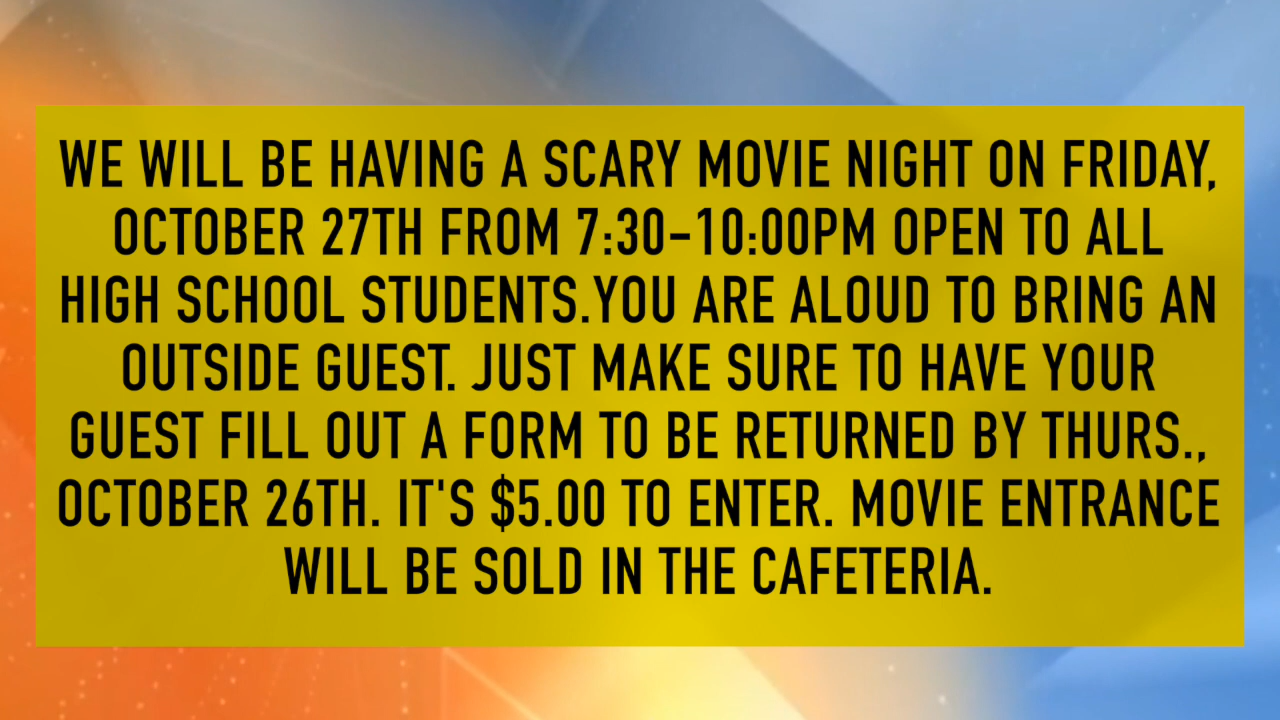 WE WILL BE HAVING A SCARY MOVIE NIGHT ON FRIDAY,
OCTOBER 27TH FROM 7:30-10:00PM OPEN TO ALL
HIGH SCHOOL STUDENTS.YOU ARE ALOUD TO BRING AN
OUTSIDE GUEST. JUST MAKE SURE TO HAVE YOUR
GUEST FILL OUT A FORM TO BE RETURNED BY THURS.,
OCTOBER 26TH. IT'S $5.00 TO ENTER. MOVIE ENTRANCE
WILL BE SOLD IN THE CAFETERIA.